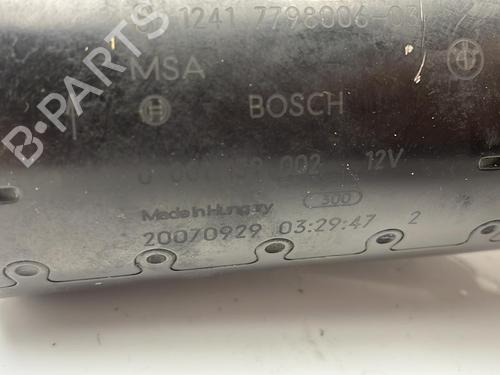 1241 7798006-03
MSA
BOSCH
002 12V
Made in Hungary
300
20070929 03:29:47 2
B-PARTS